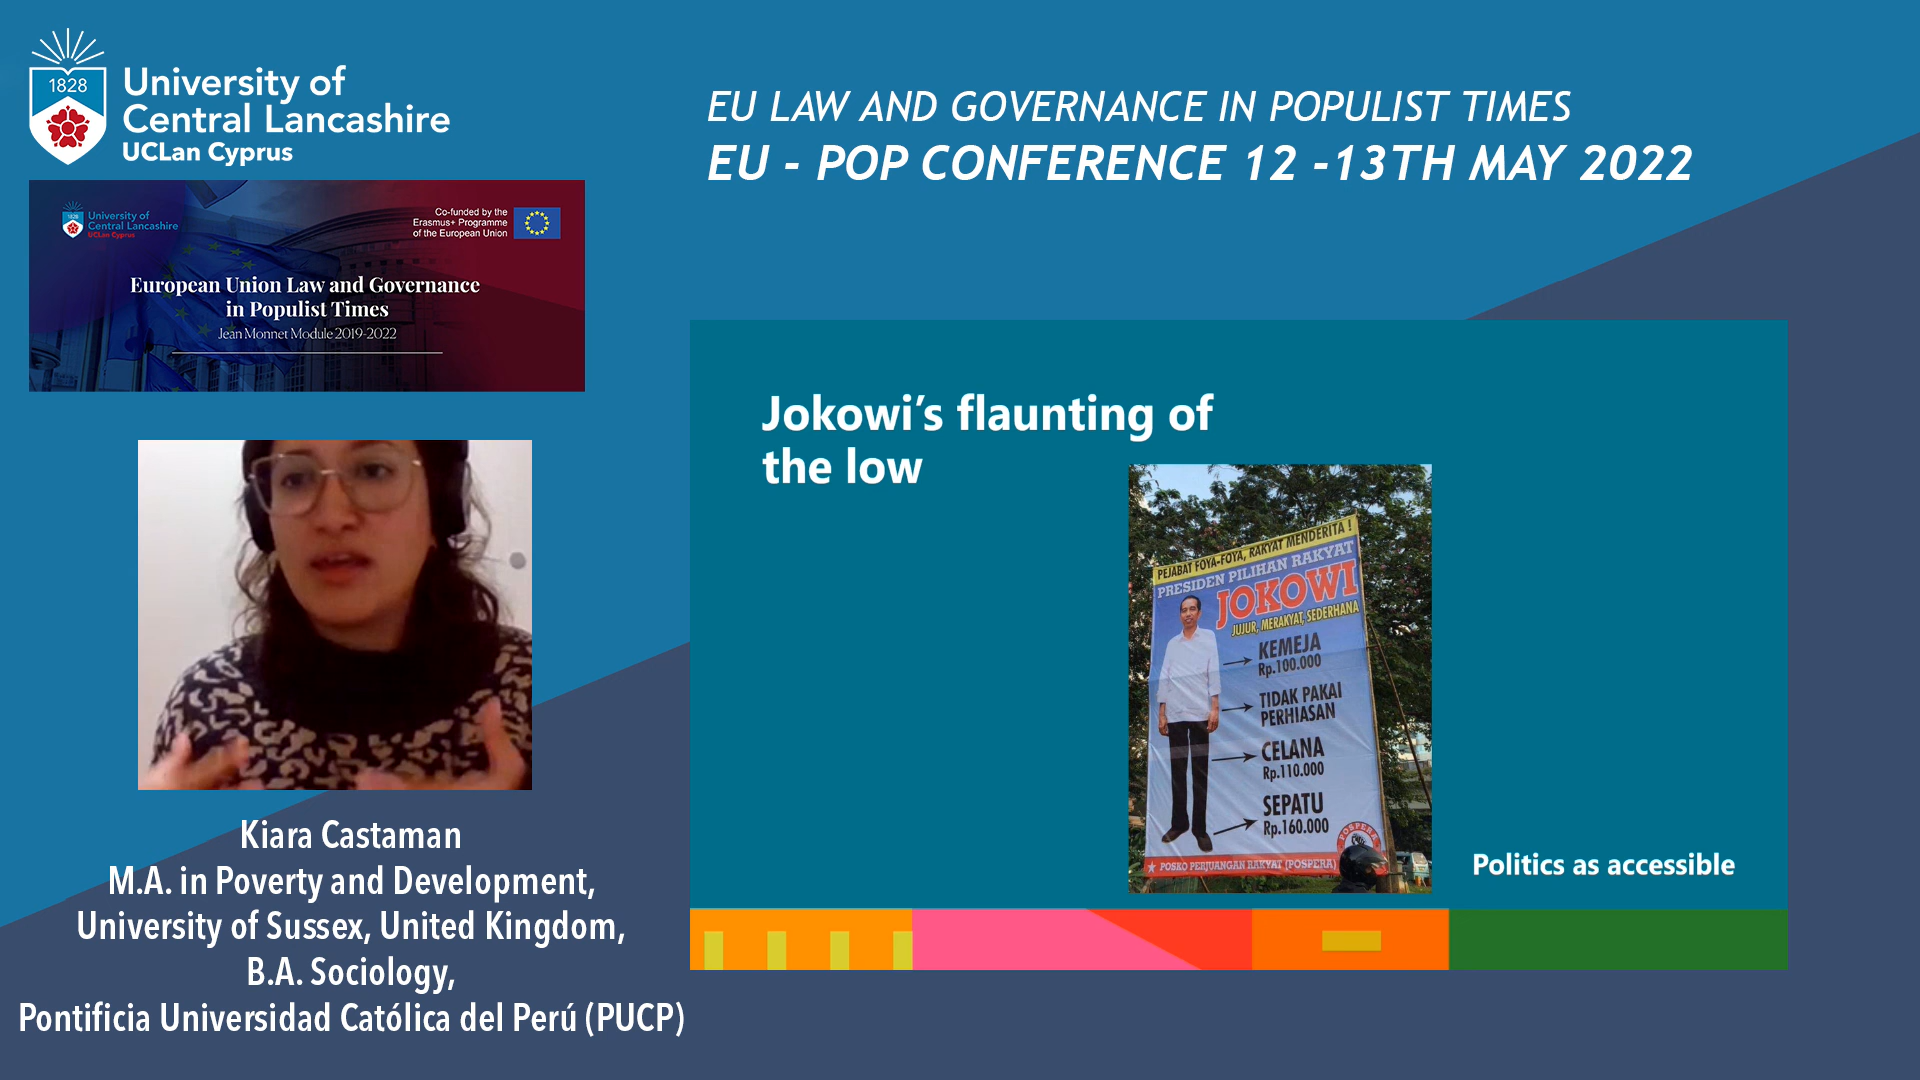 1828
University of
Central Lancashire
UCLan Cyprus
EU LAW AND GOVERNANCE IN POPULIST TIMES
EU - POP CONFERENCE 12 -13TH MAY 2022
1828
University of
Central Lancashire
UCLan Cyprus
Co-funded by the
Erasmus+ Programme
of the European Union
European Union Law and Governance
in Populist Times
Jean Monnet Module 2019-2022
Kiara Castaman
M.A. in Poverty and Development,
University of Sussex, United Kingdom,
B.A. Sociology,
Pontificia Universidad Católica del Perú (PUCP)
Jokowi’s flaunting of
the low
PEJABAT FOYA-FOYA, RAKYAT MENDERITA !
PRESIDEN PILIHAN RAKYAT
JOKOWI
JUJUR, MERAKYAT, SEDERHANA
KEMEJA
Rp.100.000
TIDAK PAKAI
PERHIASAN
CELANA
Rp.110.000
SEPATU
Rp.160.000
POSPERA
POSKO PERJUANGAN RAKYAT (POSPERA)
Politics as accessible